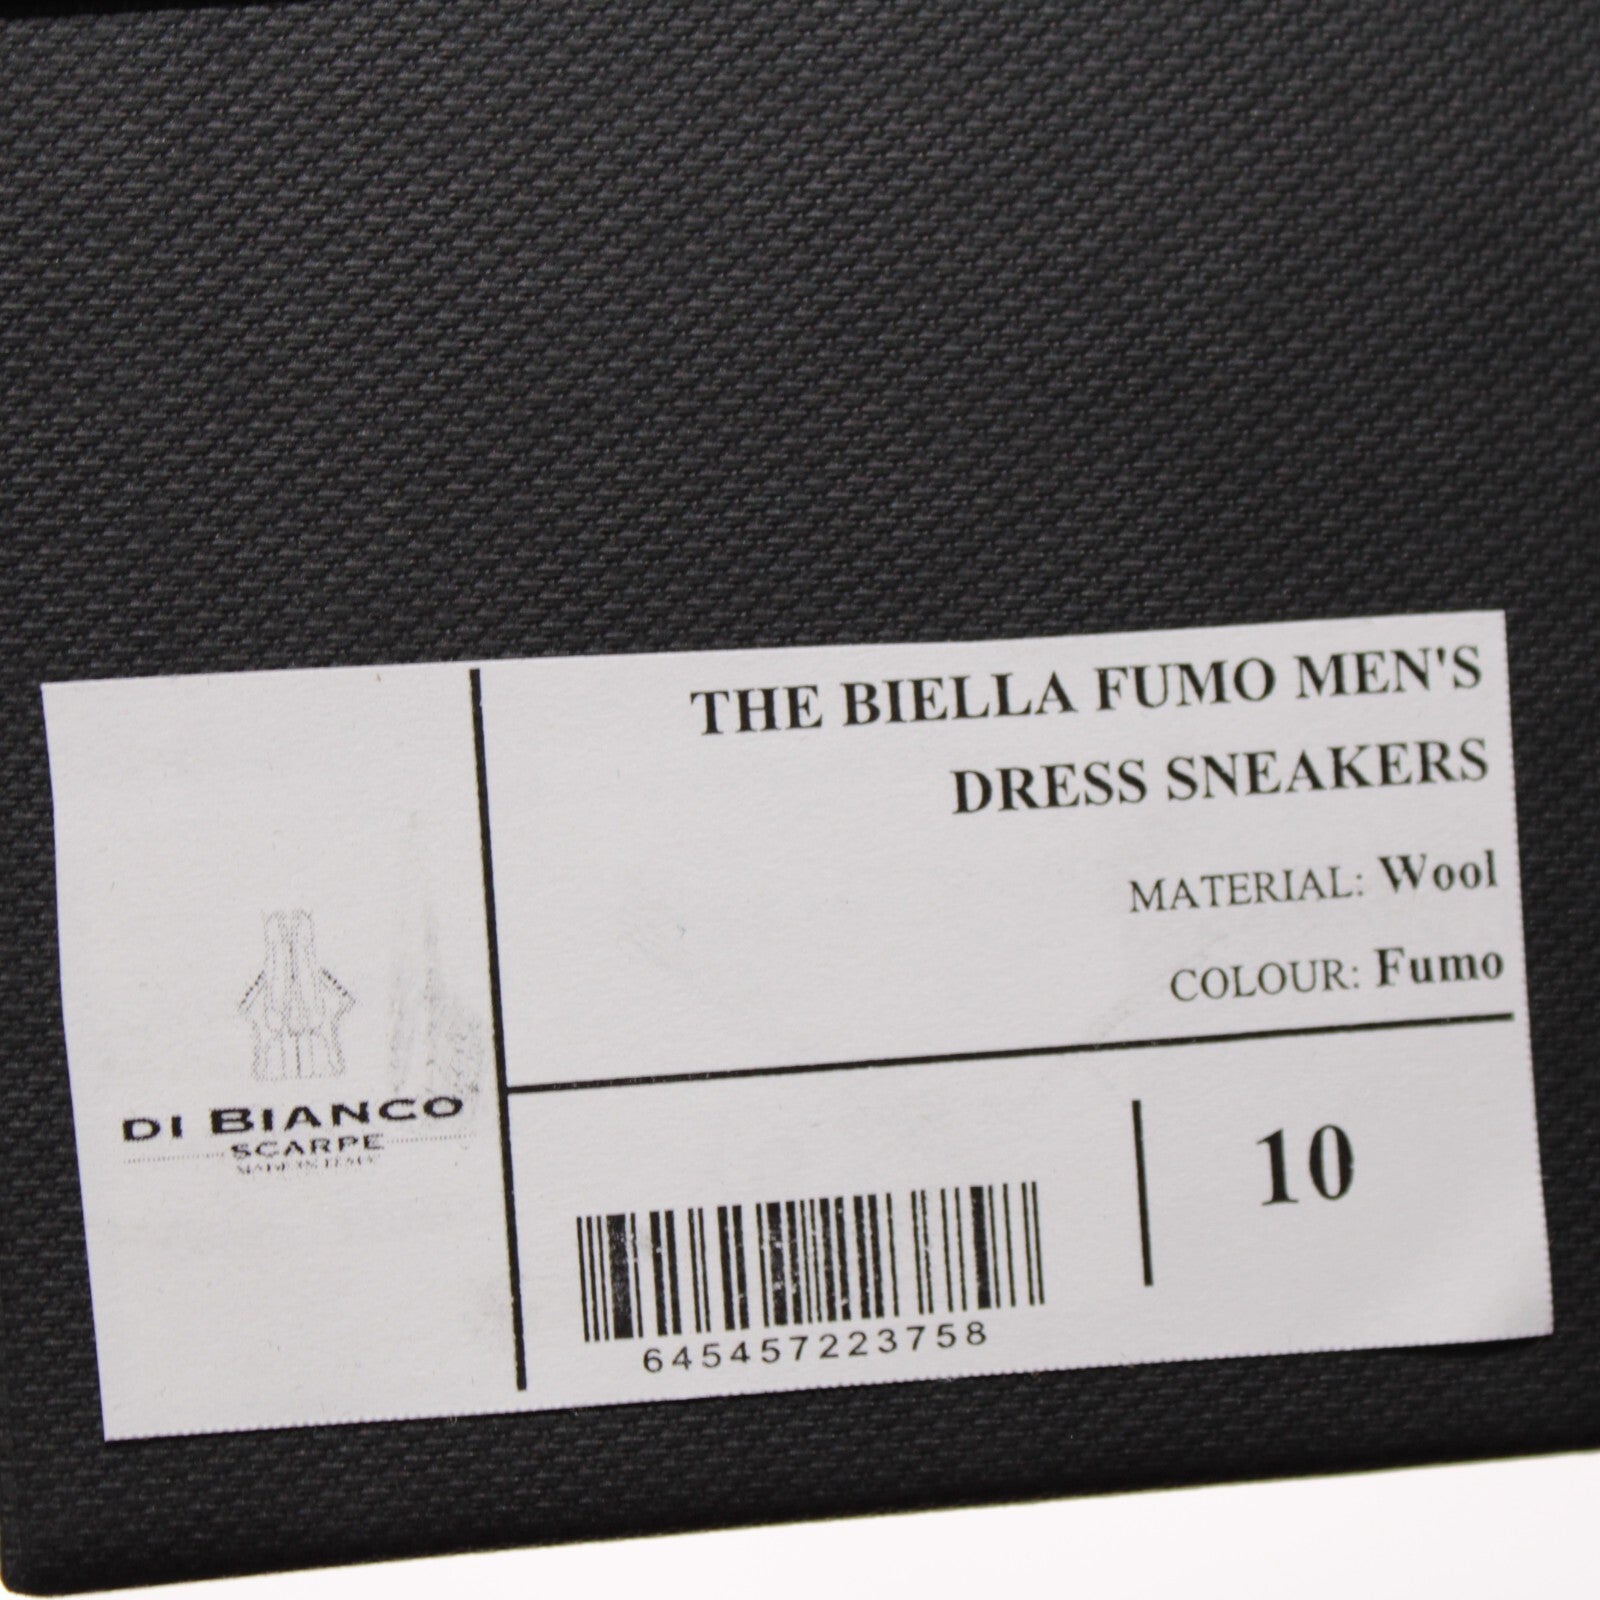 THE BIELLA FUMO MEN'S
DRESS SNEAKERS
MATERIAL: Wool
COLOUR: Fumo
DI BIANCO
SCARPE
645457223758
10